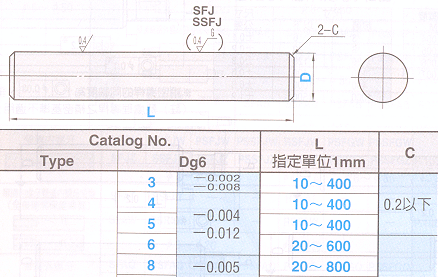 SFJ
SSFJ
2-C
0.4
(0.4 G)
D
L
Catalog No.
L
C
Type
Dg6
指定單位1mm
3
-0.002
-0.008
10~ 400
4
-0.004
-0.012
10~ 400
0.2以下
5
10~ 400
6
20~ 600
8
-0.005
20~ 800